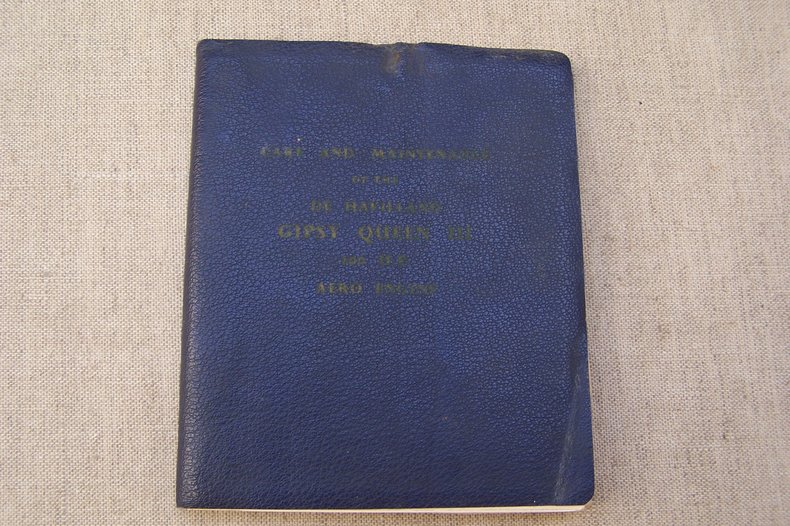 CARE AND MAINTENANCE
OF THE
DE HAVILLAND
GIPSY QUEEN III
AERO ENGINE